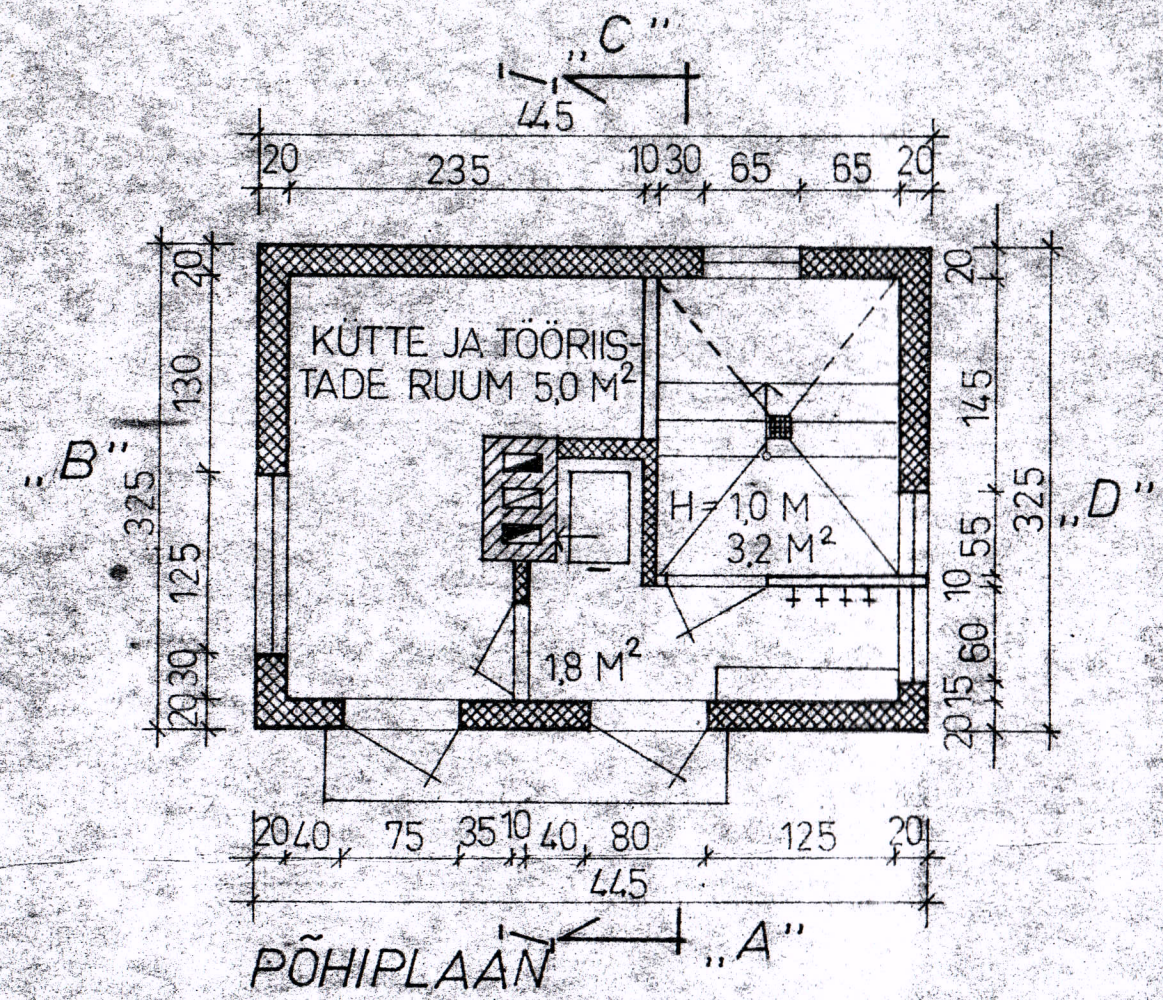 „C”
445
20 235 10 30 65 65 20
20 130 125 30 20
325
„B”
KÜTTE JA TÖÖRIIS-
TADE RUUM 5,0 M²
H = 1,0 M
3,2 M²
1,8 M²
20 145 55 10 60 15 20
325
„D”
20 40 75 35 10 40 80 125 20
445
„A”
PÕHIPLAAN